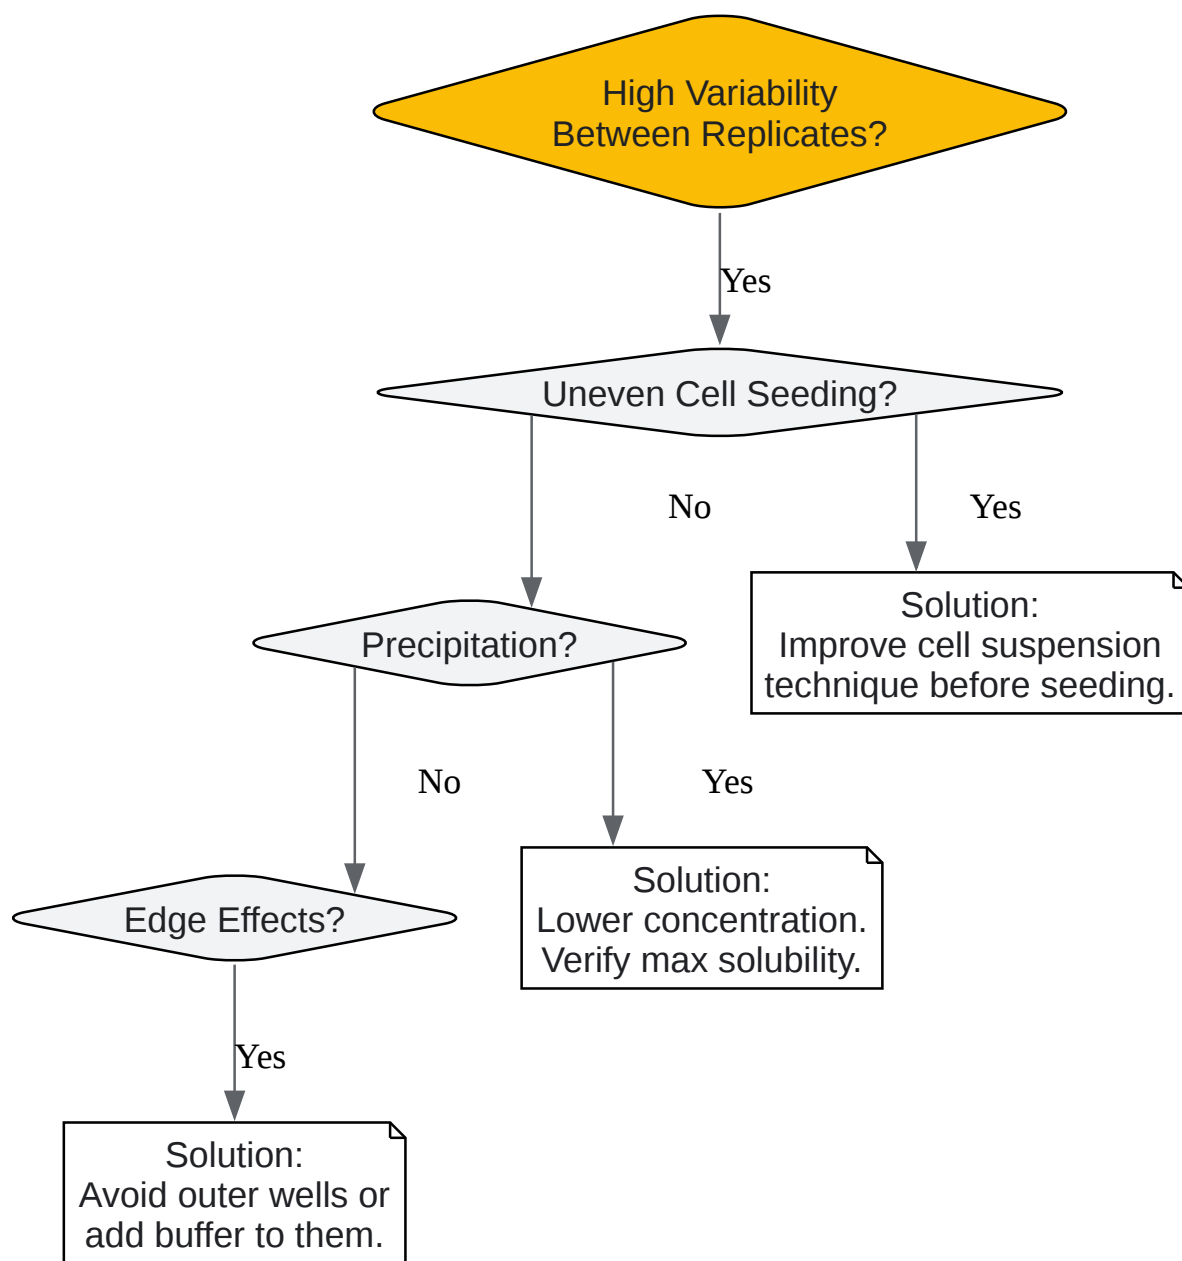 High Variability
Between Replicates?
Yes
Uneven Cell Seeding?
No
Yes
Solution:
Improve cell suspension
technique before seeding.
Precipitation?
No
Yes
Solution:
Lower concentration.
Verify max solubility.
Edge Effects?
Yes
Solution:
Avoid outer wells or
add buffer to them.